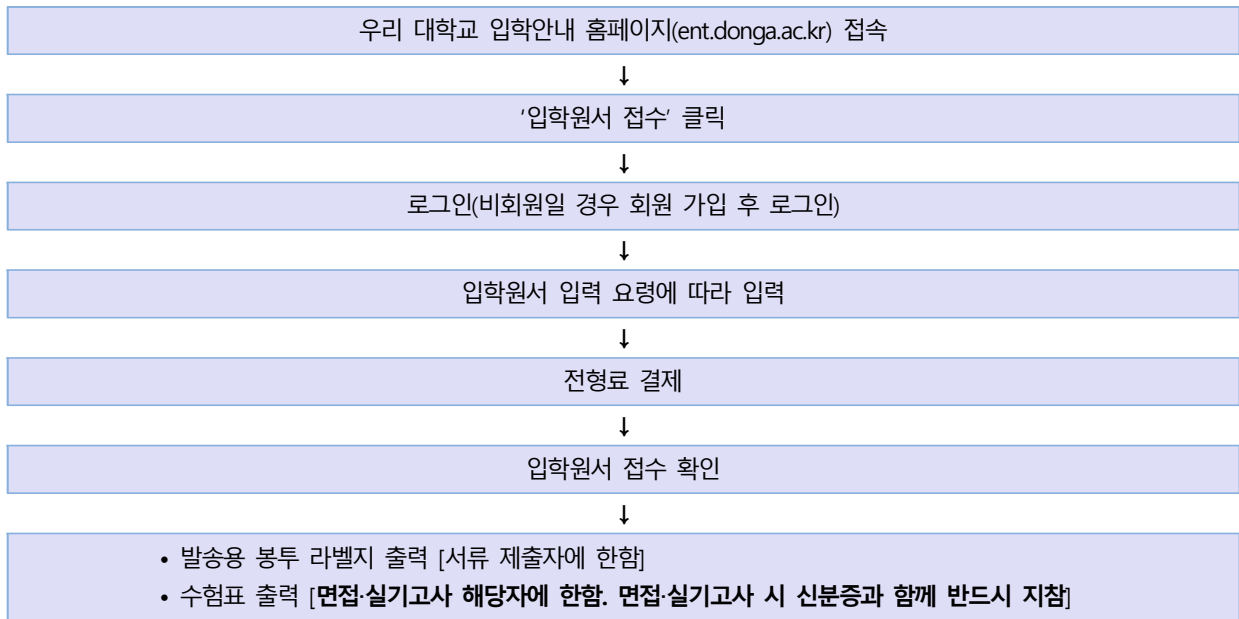 우리 대학교 입학안내 홈페이지(ent.donga.ac.kr) 접속
↓
'입학원서 접수' 클릭
↓
로그인(비회원일 경우 회원 가입 후 로그인)
↓
입학원서 입력 요령에 따라 입력
↓
전형료 결제
↓
입학원서 접수 확인
↓
• 발송용 봉투 라벨지 출력 [서류 제출자에 한함]
• 수험표 출력 [면접·실기고사 해당자에 한함. 면접·실기고사 시 신분증과 함께 반드시 지참]